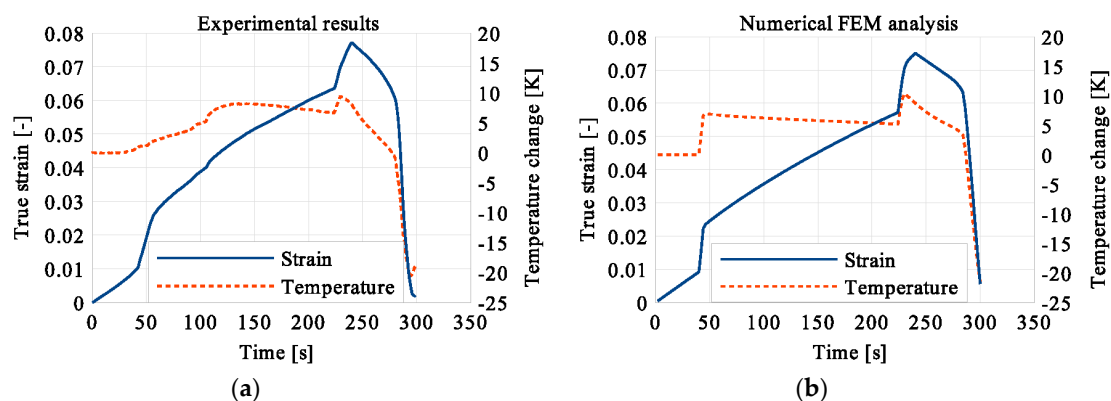 Experimental results
True strain [-]
0.08
0.07
0.06
0.05
0.04
0.03
0.02
0.01
0
20
15
10
5
0
-5
-10
-15
-20
-25
Temperature change [K]
Strain
Temperature
0 50 100 150 200 250 300 350
Time [s]
(a)
Numerical FEM analysis
True strain [-]
0.08
0.07
0.06
0.05
0.04
0.03
0.02
0.01
0
20
15
10
5
0
-5
-10
-15
-20
-25
Temperature change [K]
Strain
Temperature
0 50 100 150 200 250 300 350
Time [s]
(b)